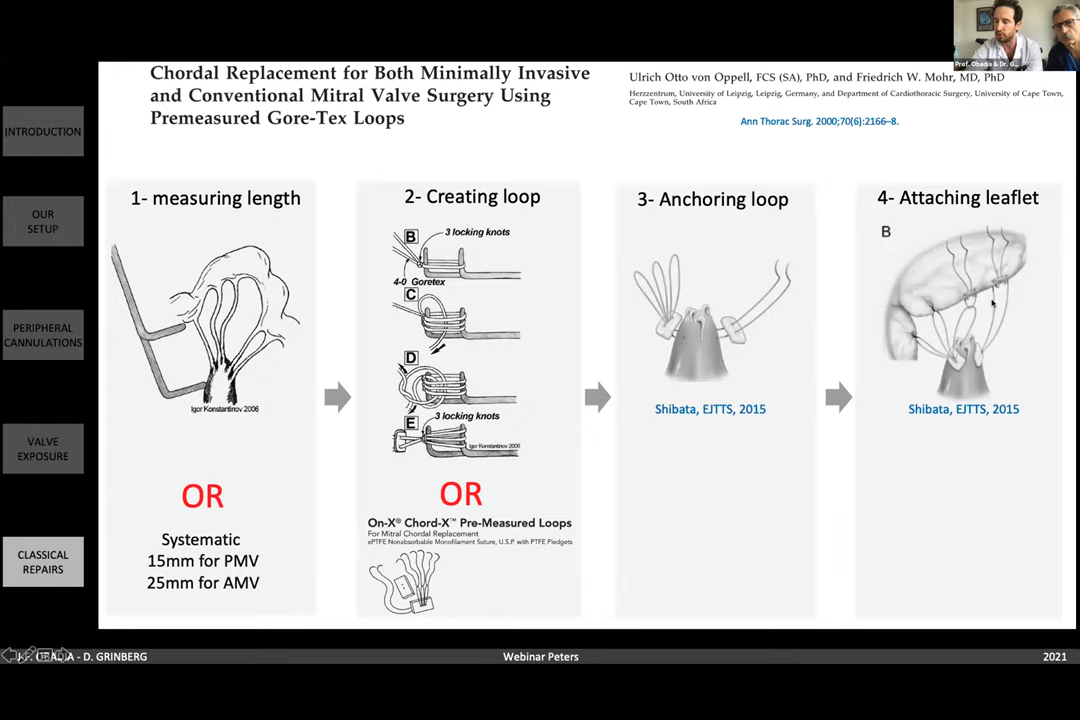 Prof. Obadia & Dr. G...
Chordal Replacement for Both Minimally Invasive
and Conventional Mitral Valve Surgery Using
Premeasured Gore-Tex Loops
Ulrich Otto von Oppell, FCS (SA), PhD, and Friedrich W. Mohr, MD, PhD
Herzzentrum, University of Leipzig, Leipzig, Germany, and Department of Cardiothoracic Surgery, University of Cape Town,
Cape Town, South Africa
Ann Thorac Surg. 2000;70(6):2166–8.
INTRODUCTION
OUR
SETUP
PERIPHERAL
CANNULATIONS
VALVE
EXPOSURE
CLASSICAL
REPAIRS
1- measuring length
Igor Konstantinov 2006
OR
Systematic
15mm for PMV
25mm for AMV
2- Creating loop
B
3 locking knots
4-0 Goretex
C
D
E
3 locking knots
Igor Konstantinov 2006
OR
On-X® Chord-X™ Pre-Measured Loops
For Mitral Chordal Replacement
ePTFE Nonabsorbable Monofilament Suture, U.S.P. with PTFE Pledgets
3- Anchoring loop
Shibata, EJTTS, 2015
4- Attaching leaflet
B
Shibata, EJTTS, 2015
J.F. OBADIA - D. GRINBERG
Webinar Peters
2021